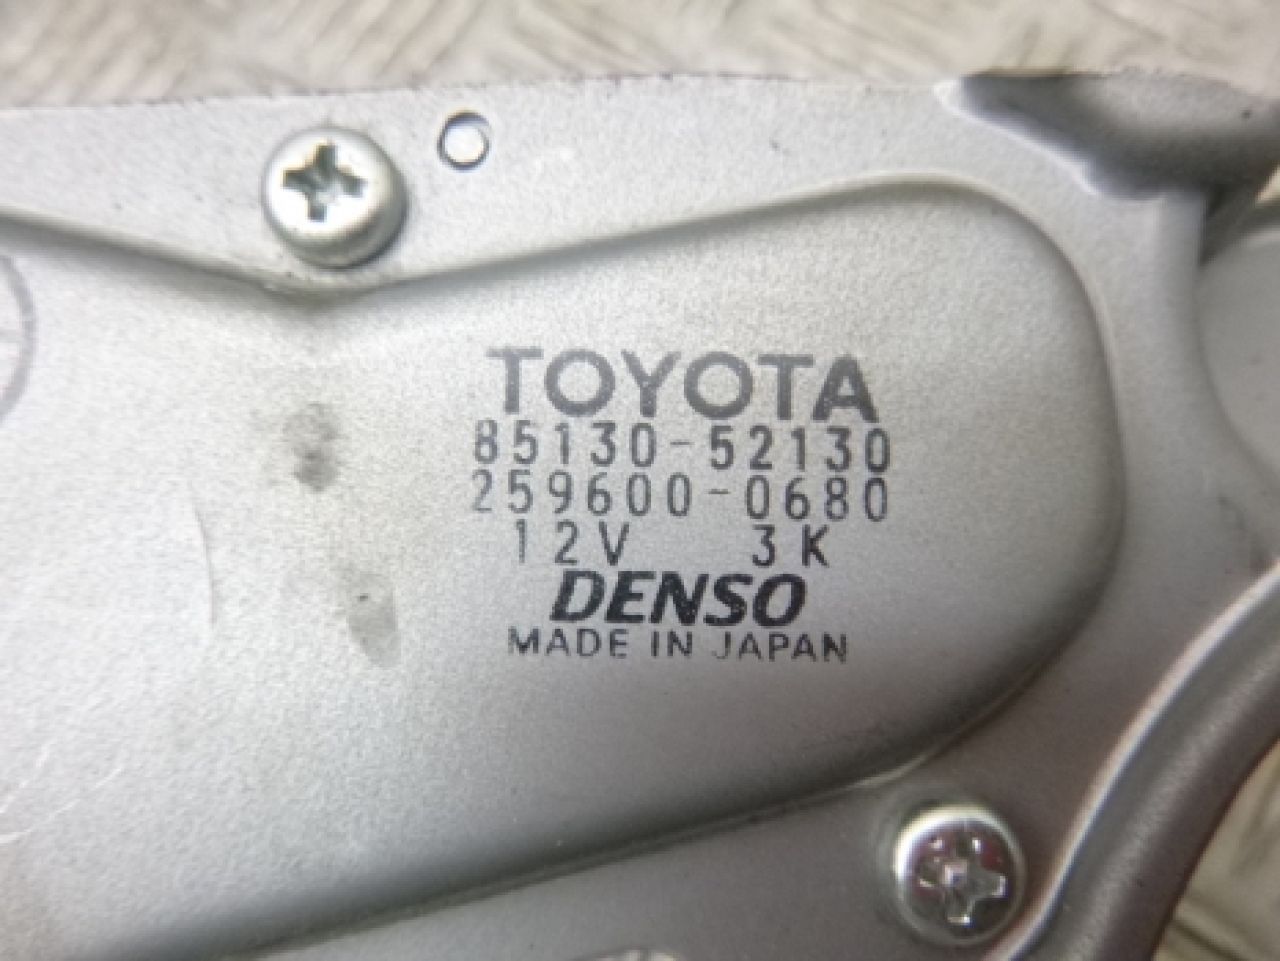 TOYOTA
85130-52130
259600-0680
12V 3K
DENSO
MADE IN JAPAN